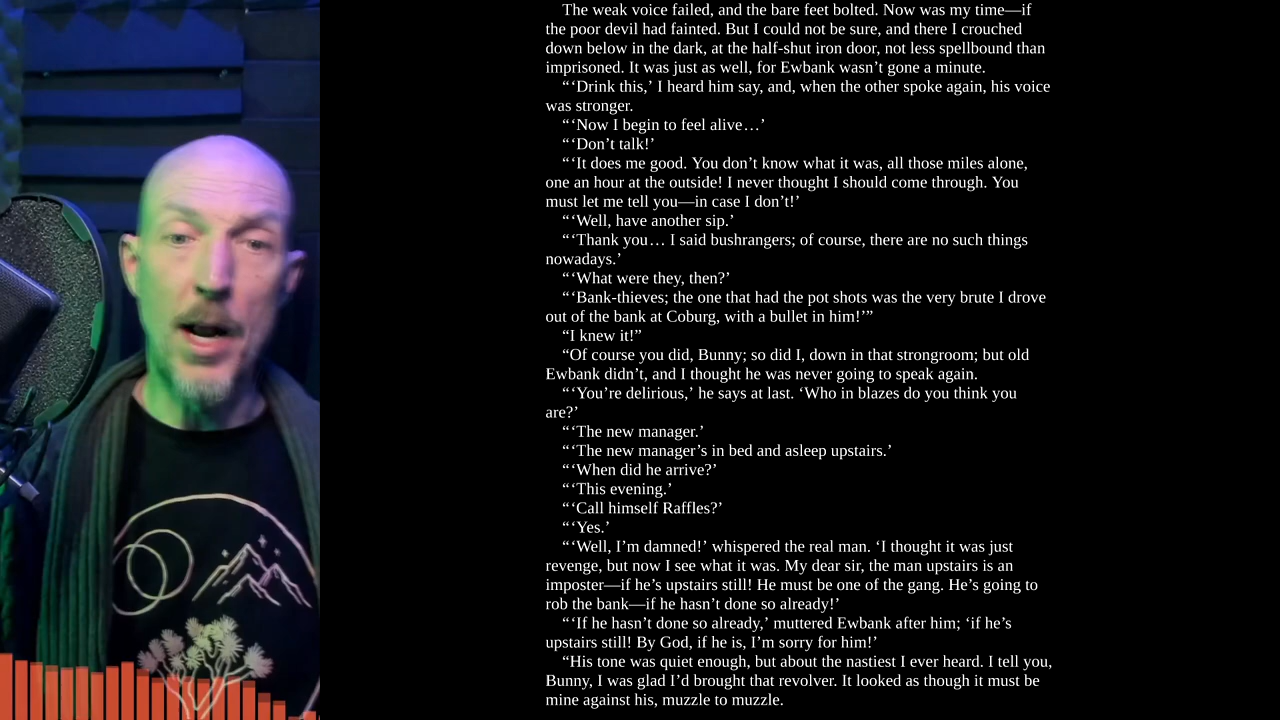 The weak voice failed, and the bare feet bolted. Now was my time—if
the poor devil had fainted. But I could not be sure, and there I crouched
down below in the dark, at the half-shut iron door, not less spellbound than
imprisoned. It was just as well, for Ewbank wasn’t gone a minute.
“‘Drink this,’ I heard him say, and, when the other spoke again, his voice
was stronger.
“‘Now I begin to feel alive…’
“‘Don’t talk!’
“‘It does me good. You don’t know what it was, all those miles alone,
one an hour at the outside! I never thought I should come through. You
must let me tell you—in case I don’t!’
“‘Well, have another sip.’
“‘Thank you… I said bushrangers; of course, there are no such things
nowadays.’
“‘What were they, then?’
“‘Bank-thieves; the one that had the pot shots was the very brute I drove
out of the bank at Coburg, with a bullet in him!’”
“I knew it!”
“Of course you did, Bunny; so did I, down in that strongroom; but old
Ewbank didn’t, and I thought he was never going to speak again.
“‘You’re delirious,’ he says at last. ‘Who in blazes do you think you
are?’
“‘The new manager.’
“‘The new manager’s in bed and asleep upstairs.’
“‘When did he arrive?’
“‘This evening.’
“‘Call himself Raffles?’
“‘Yes.’
“‘Well, I’m damned!’ whispered the real man. ‘I thought it was just
revenge, but now I see what it was. My dear sir, the man upstairs is an
imposter—if he’s upstairs still! He must be one of the gang. He’s going to
rob the bank—if he hasn’t done so already!’
“‘If he hasn’t done so already,’ muttered Ewbank after him; ‘if he’s
upstairs still! By God, if he is, I’m sorry for him!’
“His tone was quiet enough, but about the nastiest I ever heard. I tell you,
Bunny, I was glad I’d brought that revolver. It looked as though it must be
mine against his, muzzle to muzzle.